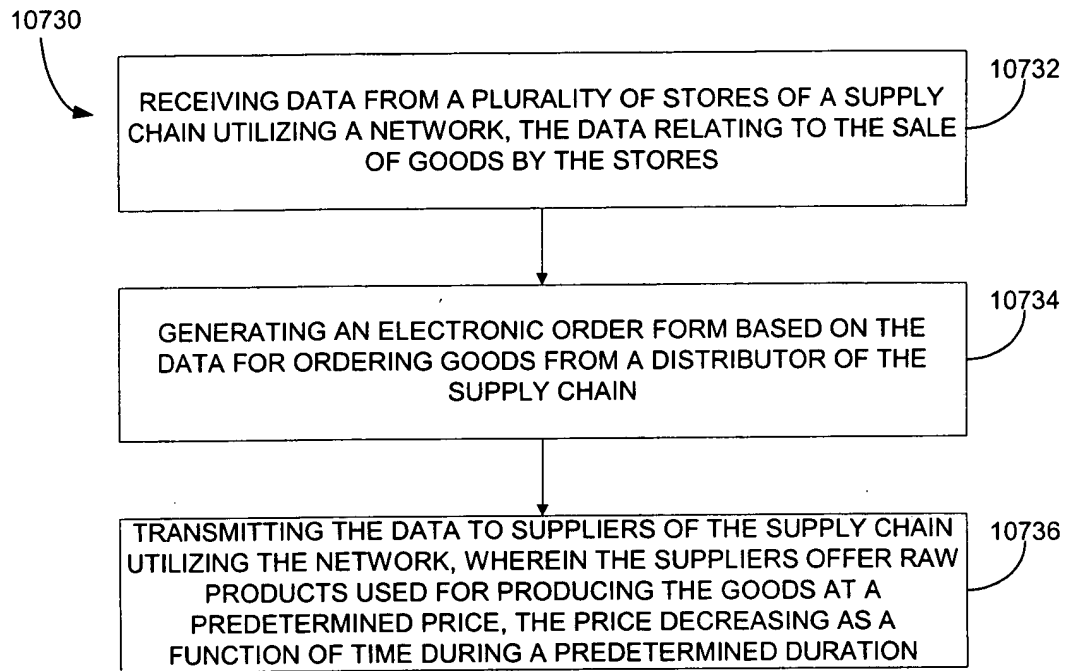 10730
10732
RECEIVING DATA FROM A PLURALITY OF STORES OF A SUPPLY
CHAIN UTILIZING A NETWORK, THE DATA RELATING TO THE SALE
OF GOODS BY THE STORES
10734
GENERATING AN ELECTRONIC ORDER FORM BASED ON THE
DATA FOR ORDERING GOODS FROM A DISTRIBUTOR OF THE
SUPPLY CHAIN
10736
TRANSMITTING THE DATA TO SUPPLIERS OF THE SUPPLY CHAIN
UTILIZING THE NETWORK, WHEREIN THE SUPPLIERS OFFER RAW
PRODUCTS USED FOR PRODUCING THE GOODS AT A
PREDETERMINED PRICE, THE PRICE DECREASING AS A
FUNCTION OF TIME DURING A PREDETERMINED DURATION